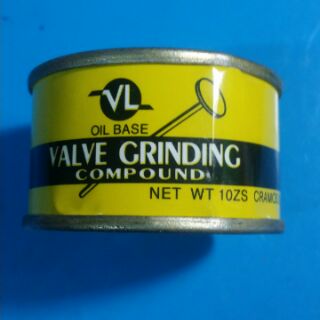 VL
OIL BASE
VALVE GRINDING
COMPOUND
NET WT 10ZS